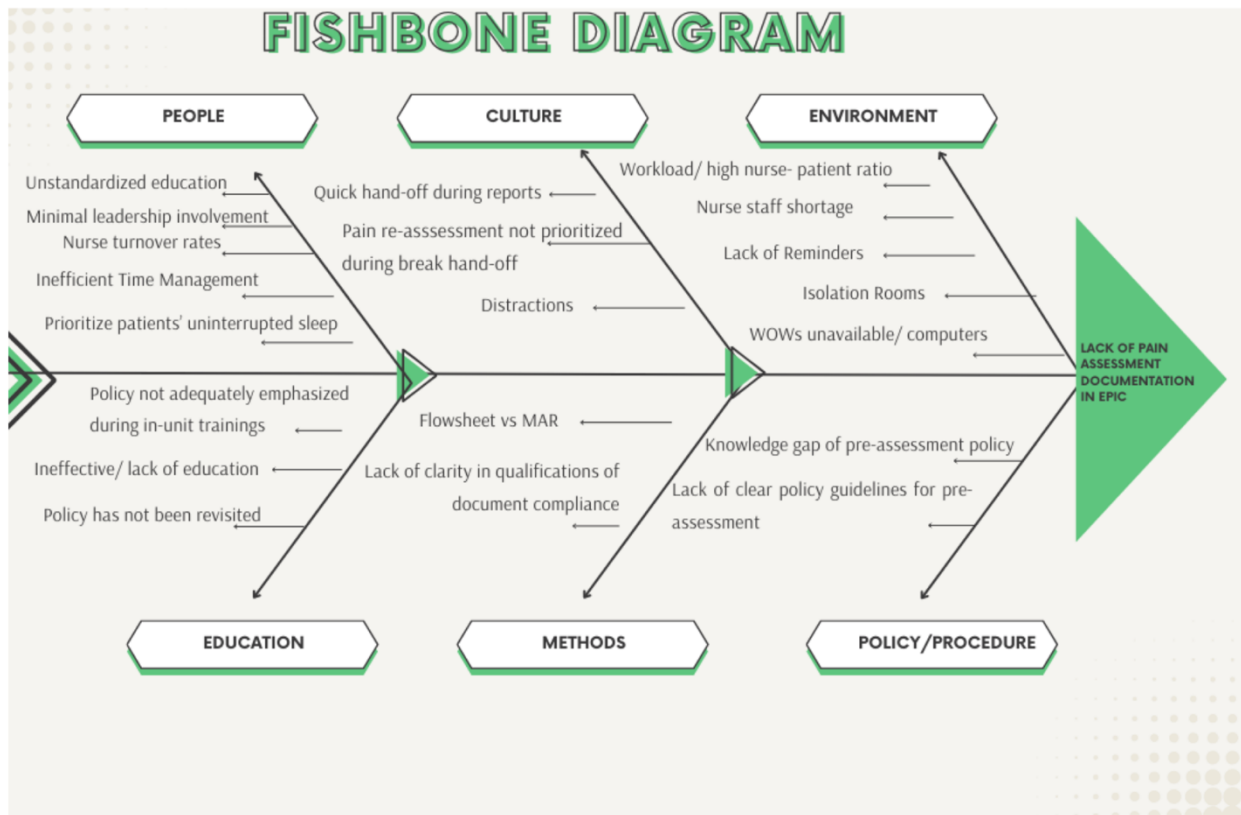 FISHBONE DIAGRAM
PEOPLE
CULTURE
ENVIRONMENT
Unstandardized education
Minimal leadership involvement
Nurse turnover rates
Inefficient Time Management
Prioritize patients' uninterrupted sleep
Quick hand-off during reports
Pain re-asssessment not prioritized
during break hand-off
Distractions
Workload/ high nurse- patient ratio
Nurse staff shortage
Lack of Reminders
Isolation Rooms
WOWs unavailable/ computers
LACK OF PAIN
ASSESSMENT
DOCUMENTATION
IN EPIC
Policy not adequately emphasized
during in-unit trainings
Ineffective/ lack of education
Policy has not been revisited
Flowsheet vs MAR
Lack of clarity in qualifications of
document compliance
Knowledge gap of pre-assessment policy
Lack of clear policy guidelines for pre-
assessment
EDUCATION
METHODS
POLICY/PROCEDURE